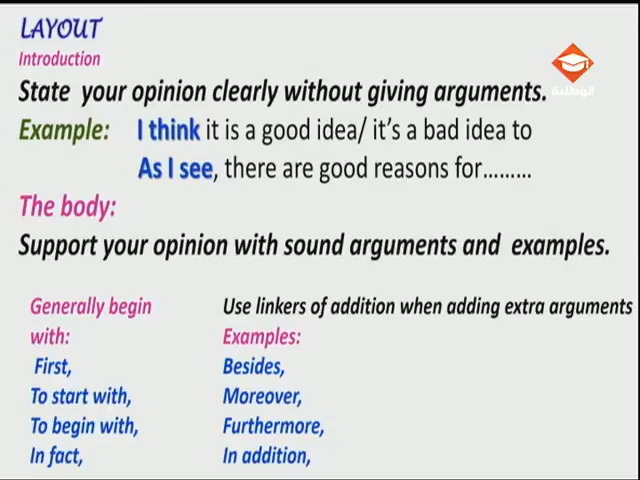 LAYOUT
Introduction
State your opinion clearly without giving arguments.
الوطنية
Example: I think it is a good idea/ it's a bad idea to
As I see, there are good reasons for.........
The body:
Support your opinion with sound arguments and examples.
Generally begin
with:
First,
To start with,
To begin with,
In fact,
Use linkers of addition when adding extra arguments
Examples:
Besides,
Moreover,
Furthermore,
In addition,